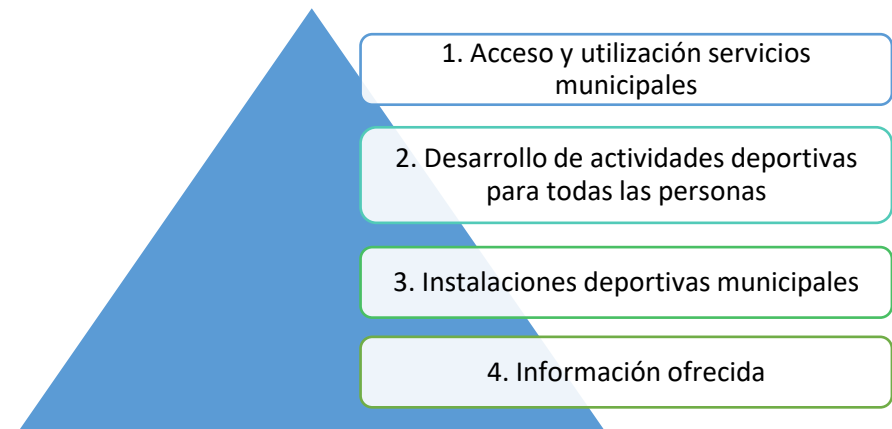 1. Acceso y utilización servicios
municipales
2. Desarrollo de actividades deportivas
para todas las personas
3. Instalaciones deportivas municipales
4. Información ofrecida